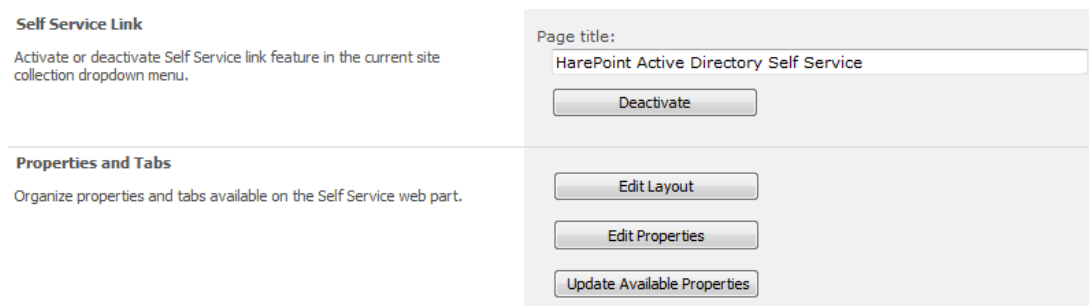 Self Service Link
Activate or deactivate Self Service link feature in the current site
collection dropdown menu.
Page title:
HarePoint Active Directory Self Service
Deactivate
Properties and Tabs
Organize properties and tabs available on the Self Service web part.
Edit Layout
Edit Properties
Update Available Properties